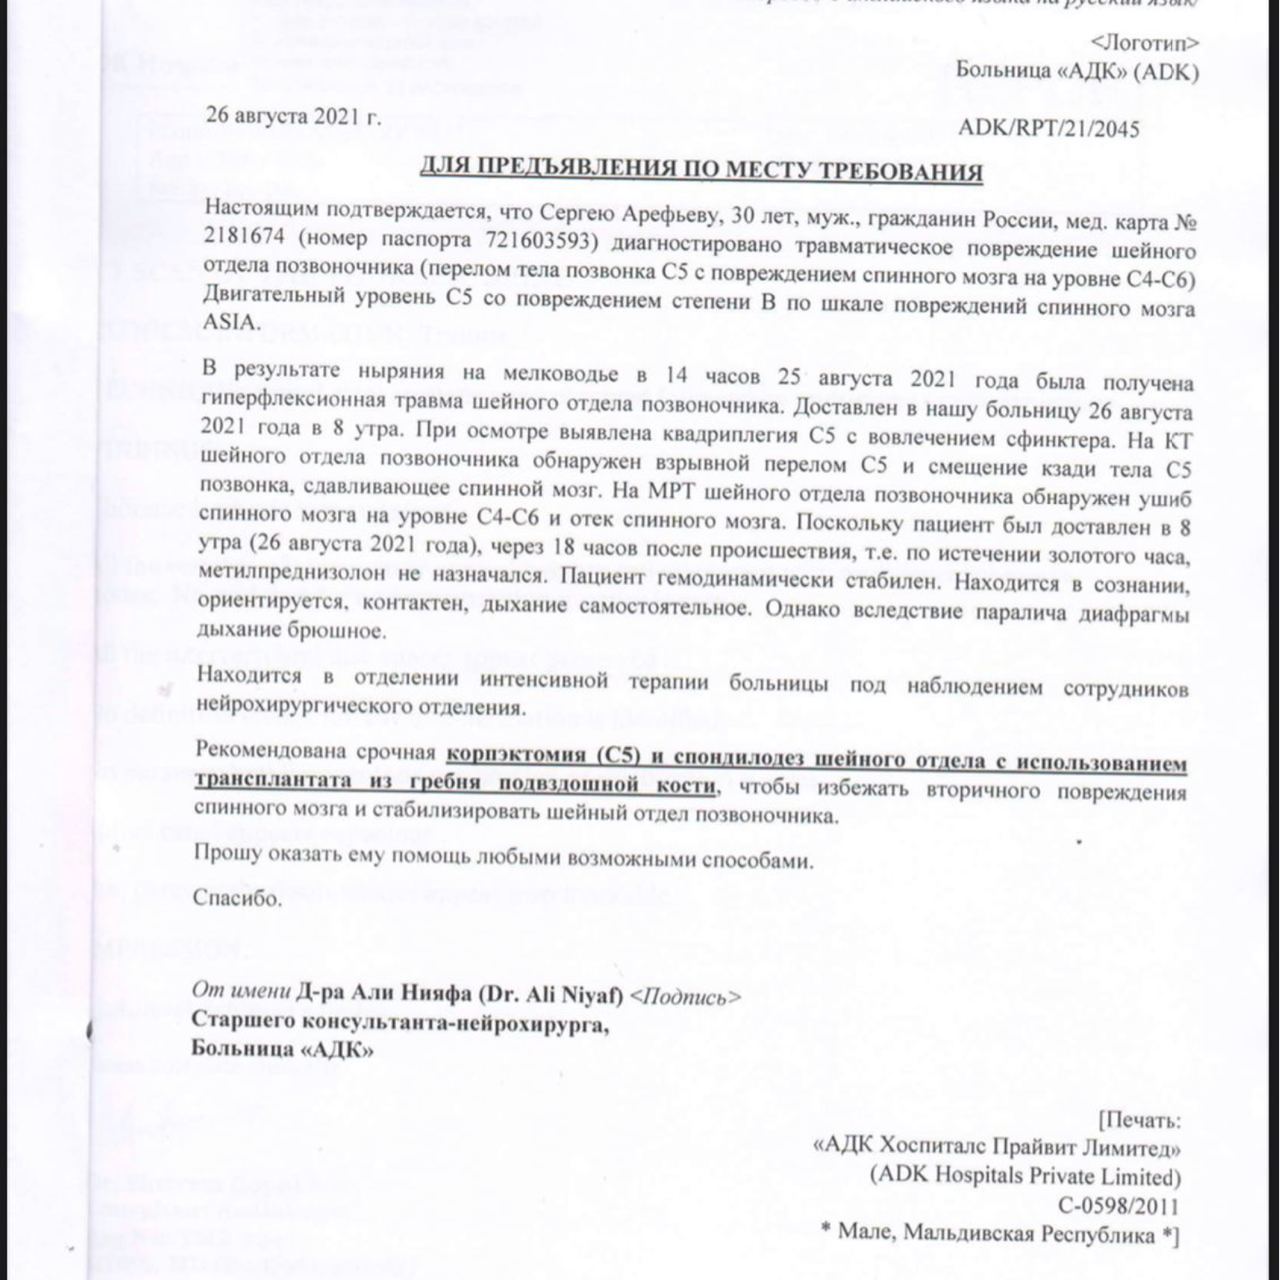 на русский язык/
<Логотип>
Больница «АДК» (ADK)
26 августа 2021 г.
ADK/RPT/21/2045
ДЛЯ ПРЕДЪЯВЛЕНИЯ ПО МЕСТУ ТРЕБОВАНИЯ
Настоящим подтверждается, что Сергею Арефьеву, 30 лет, муж., гражданин России, мед. карта №
2181674 (номер паспорта 721603593) диагностировано травматическое повреждение шейного
отдела позвоночника (перелом тела позвонка С5 с повреждением спинного мозга на уровне С4-С6)
Двигательный уровень С5 со повреждением степени В по шкале повреждений спинного мозга
ASIA.
В результате ныряния на мелководье в 14 часов 25 августа 2021 года была получена
гиперфлексионная травма шейного отдела позвоночника. Доставлен в нашу больницу 26 августа
2021 года в 8 утра. При осмотре выявлена квадриплегия С5 с вовлечением сфинктера. На КТ
шейного отдела позвоночника обнаружен взрывной перелом С5 и смещение кзади тела С5
позвонка, сдавливающее спинной мозг. На МРТ шейного отдела позвоночника обнаружен ушиб
спинного мозга на уровне С4-С6 и отек спинного мозга. Поскольку пациент был доставлен в 8
утра (26 августа 2021 года), через 18 часов после происшествия, т.е. по истечении золотого часа,
метилпреднизолон не назначался. Пациент гемодинамически стабилен. Находится в сознании,
ориентируется, контактен, дыхание самостоятельное. Однако вследствие паралича диафрагмы
дыхание брюшное.
Находится в отделении интенсивной терапии больницы под наблюдением сотрудников
нейрохирургического отделения.
Рекомендована срочная корпэктомия (С5) и спондилодез шейного отдела с использованием
трансплантата из гребня подвздошной кости, чтобы избежать вторичного повреждения
спинного мозга и стабилизировать шейный отдел позвоночника.
Прошу оказать ему помощь любыми возможными способами.
Спасибо.
От имени Д-ра Али Нияфа (Dr. Ali Niyaf) <Подпись>
Старшего консультанта-нейрохирурга,
Больница «АДК»
[Печать:
«АДК Хоспиталс Прайвит Лимитед»
(ADK Hospitals Private Limited)
C-0598/2011
* Мале, Мальдивская Республика *]